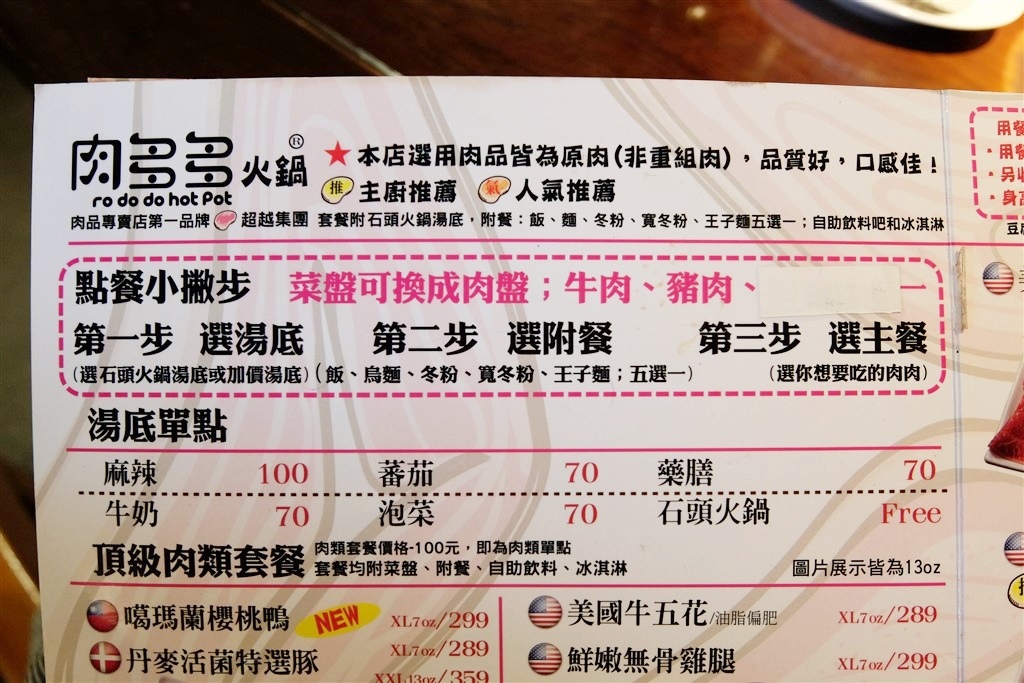 肉多多火鍋®
ro do do hot Pot
肉品專賣店第一品牌 超越集團
★本店選用肉品皆為原肉(非重組肉)，品質好，口感佳！
推 主廚推薦 氣 人氣推薦
套餐附石頭火鍋湯底，附餐：飯、麵、冬粉、寬冬粉、王子麵五選一；自助飲料吧和冰淇淋
點餐小撇步 菜盤可換成肉盤；牛肉、豬肉、 一
第一步 選湯底 第二步 選附餐 第三步 選主餐
(選石頭火鍋湯底或加價湯底) (飯、烏麵、冬粉、寬冬粉、王子麵；五選一) (選你想要吃的肉肉)
湯底單點
麻辣 100 蕃茄 70 藥膳 70
牛奶 70 泡菜 70 石頭火鍋 Free
頂級肉類套餐
肉類套餐價格-100元，即為肉類單點
套餐均附菜盤、附餐、自助飲料、冰淇淋
圖片展示皆為13oz
噶瑪蘭櫻桃鴨 NEW XL7oz/299
丹麥活菌特選豚 XL7oz/289
XXL13oz/359
美國牛五花/油脂偏肥 XL7oz/289
鮮嫩無骨雞腿 XL7oz/299
用餐
・用餐
・另收
・身高